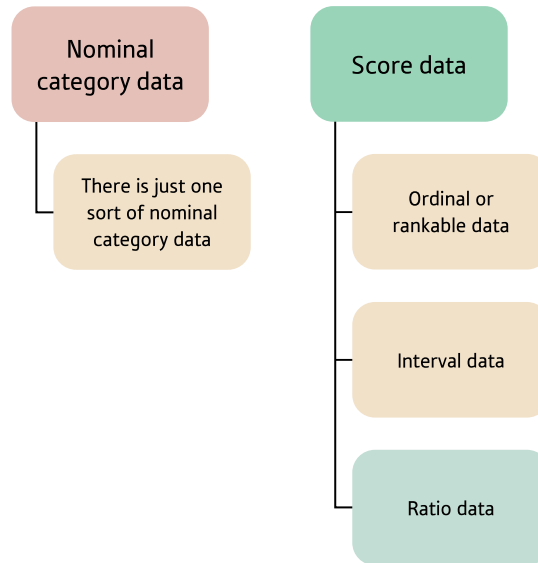 Nominal
category data
There is just one
sort of nominal
category data
Score data
Ordinal or
rankable data
Interval data
Ratio data